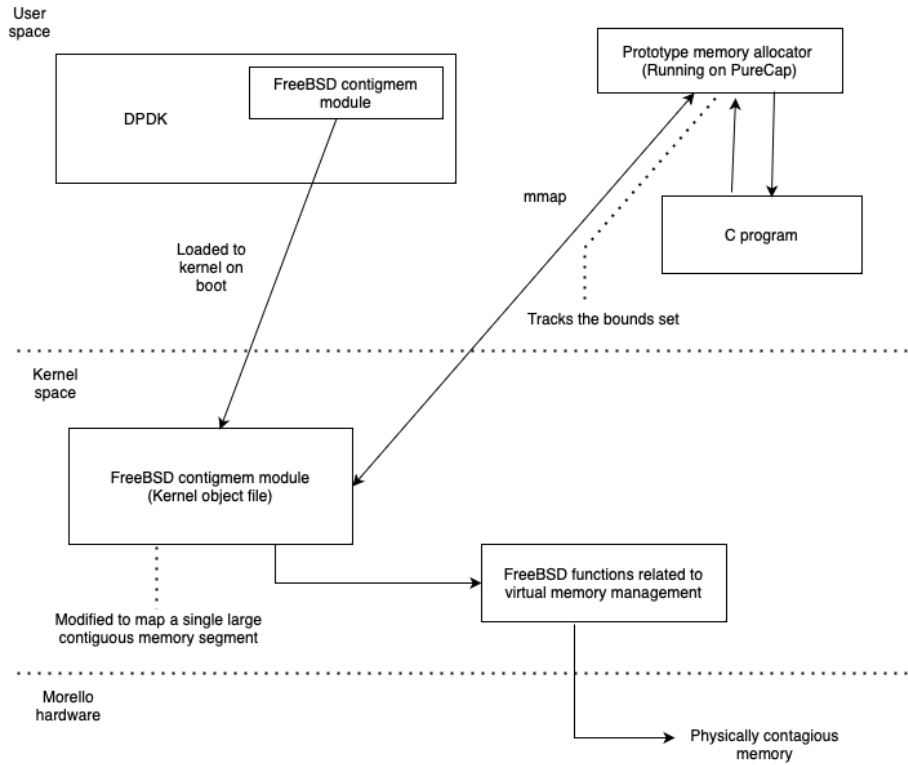 User
space
FreeBSD contigmem
module
DPDK
Prototype memory allocator
(Running on PureCap)
mmap
C program
Loaded to
kernel on
boot
Tracks the bounds set
Kernel
space
FreeBSD contigmem module
(Kernel object file)
FreeBSD functions related to
virtual memory management
Modified to map a single large
contiguous memory segment
Morello
hardware
Physically contagious
memory